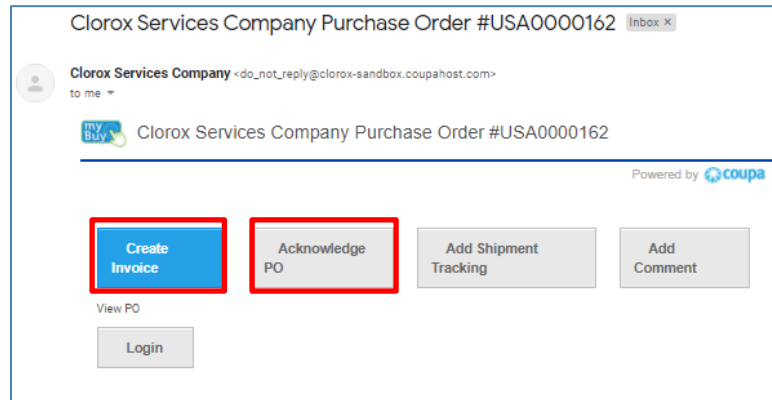 Clorox Services Company Purchase Order #USA0000162 Inbox ×
Clorox Services Company <do_not_reply@clorox-sandbox.coupahost.com>
to me
my Buy Clorox Services Company Purchase Order #USA0000162
Powered by coupa
Create Invoice
Acknowledge PO
Add Shipment Tracking
Add Comment
View PO
Login